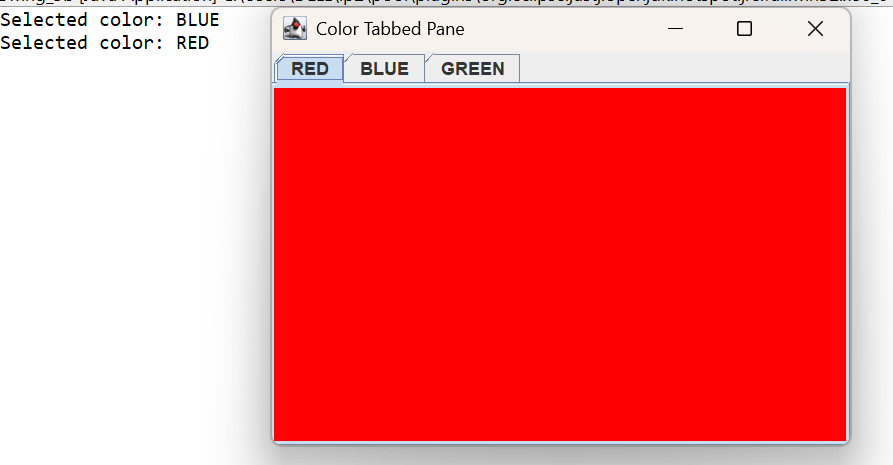 Selected color: BLUE
Selected color: RED
Color Tabbed Pane
RED BLUE GREEN